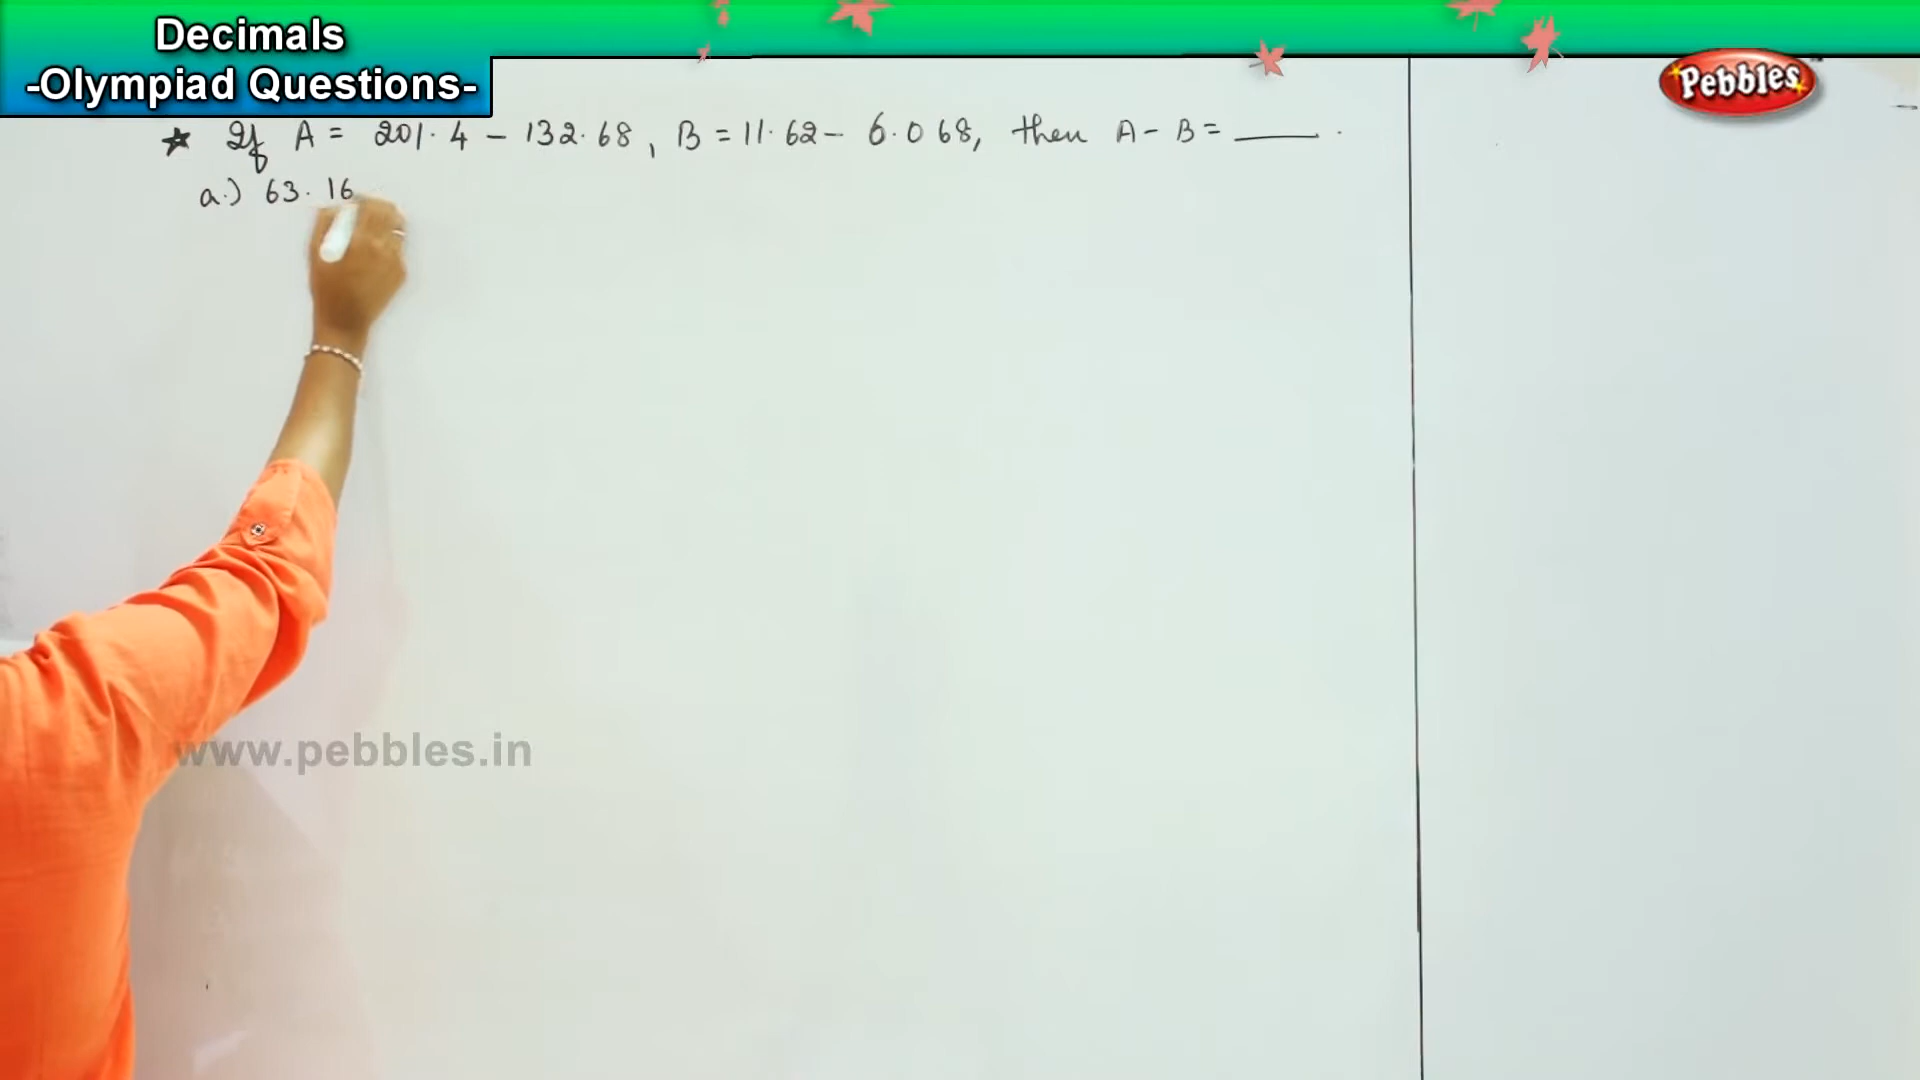 Decimals
-Olympiad Questions-
Pebbles
★ If A = 201.4 - 132.68, B = 11.62 - 6.068, then A - B = ____.
a.) 63.16
www.pebbles.in